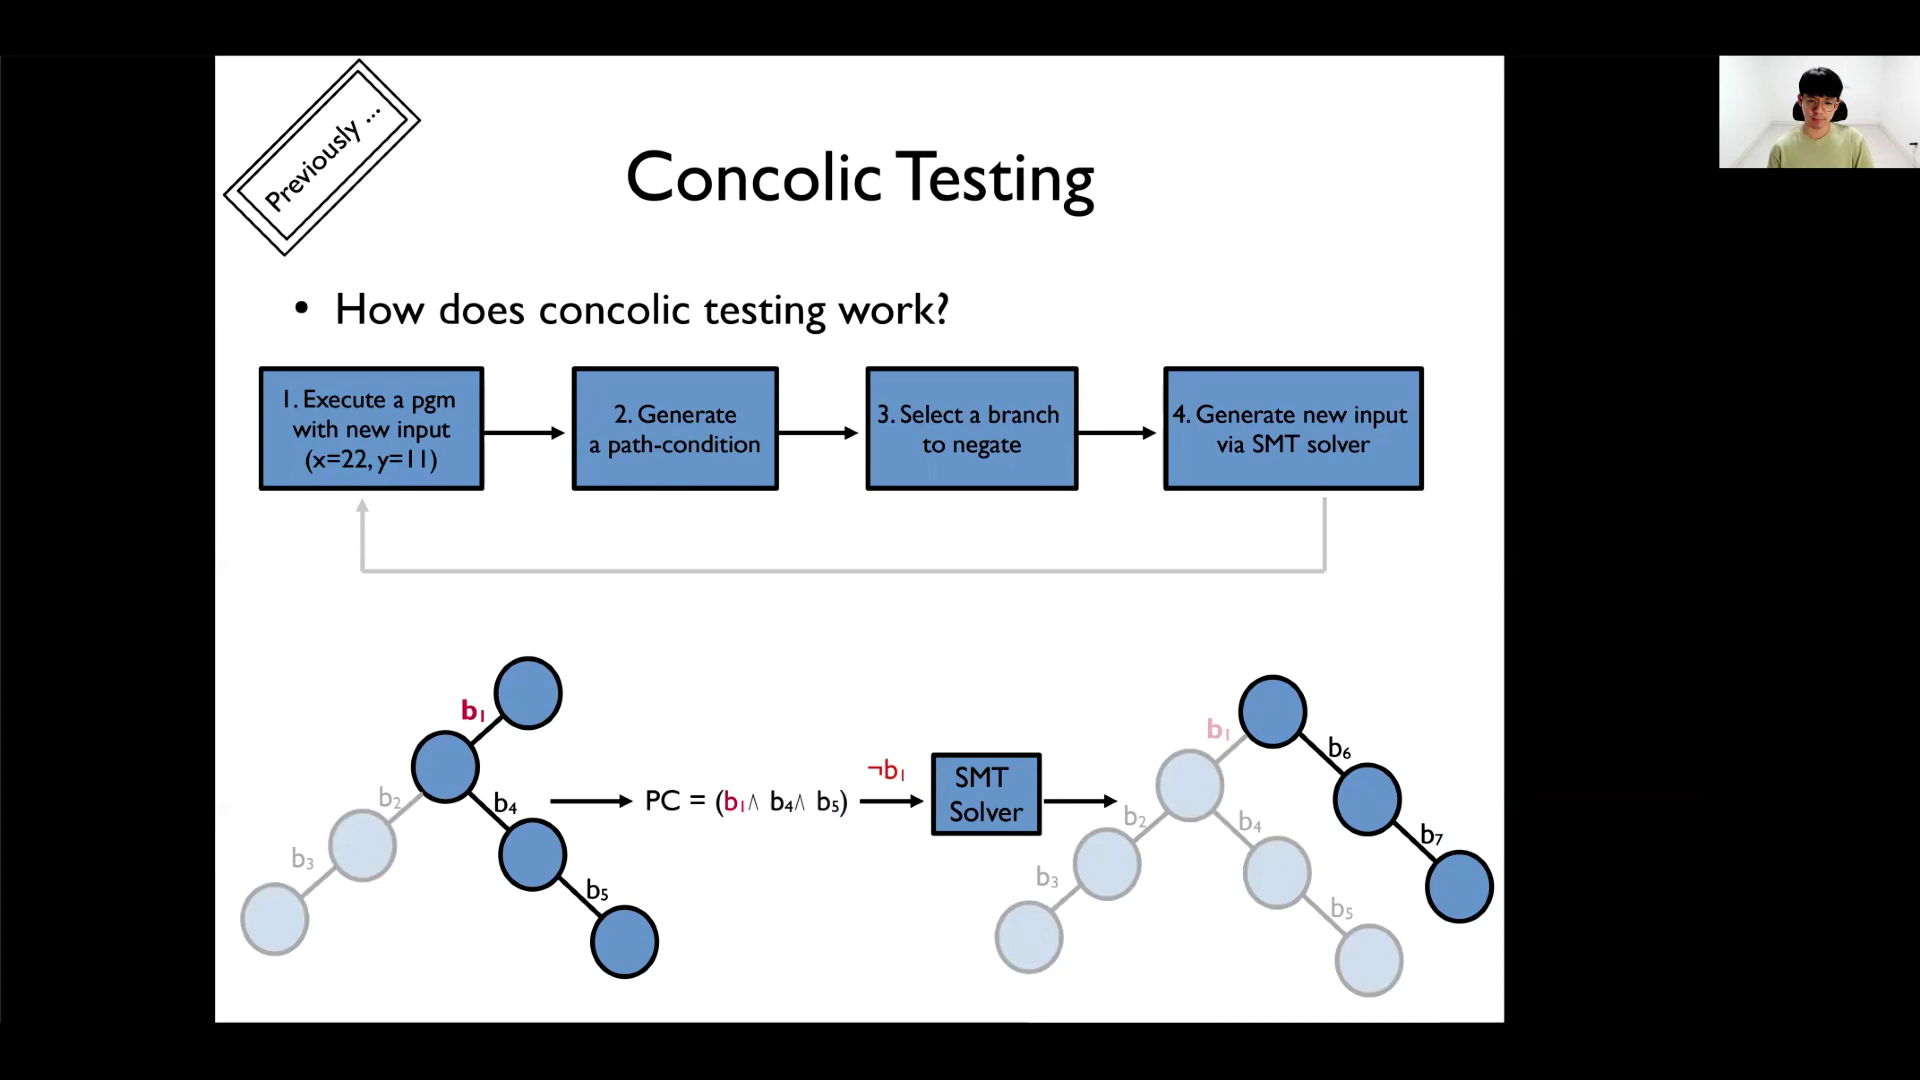 Previously ...
Concolic Testing
• How does concolic testing work?
1. Execute a pgm
with new input
(x=22, y=11)
2. Generate
a path-condition
3. Select a branch
to negate
4. Generate new input
via SMT solver
b₁
b₂
b₄
b₃
b₅
PC = (b₁∧ b₄∧ b₅)
¬b₁
SMT
Solver
b₁
b₆
b₂
b₄
b₇
b₃
b₅